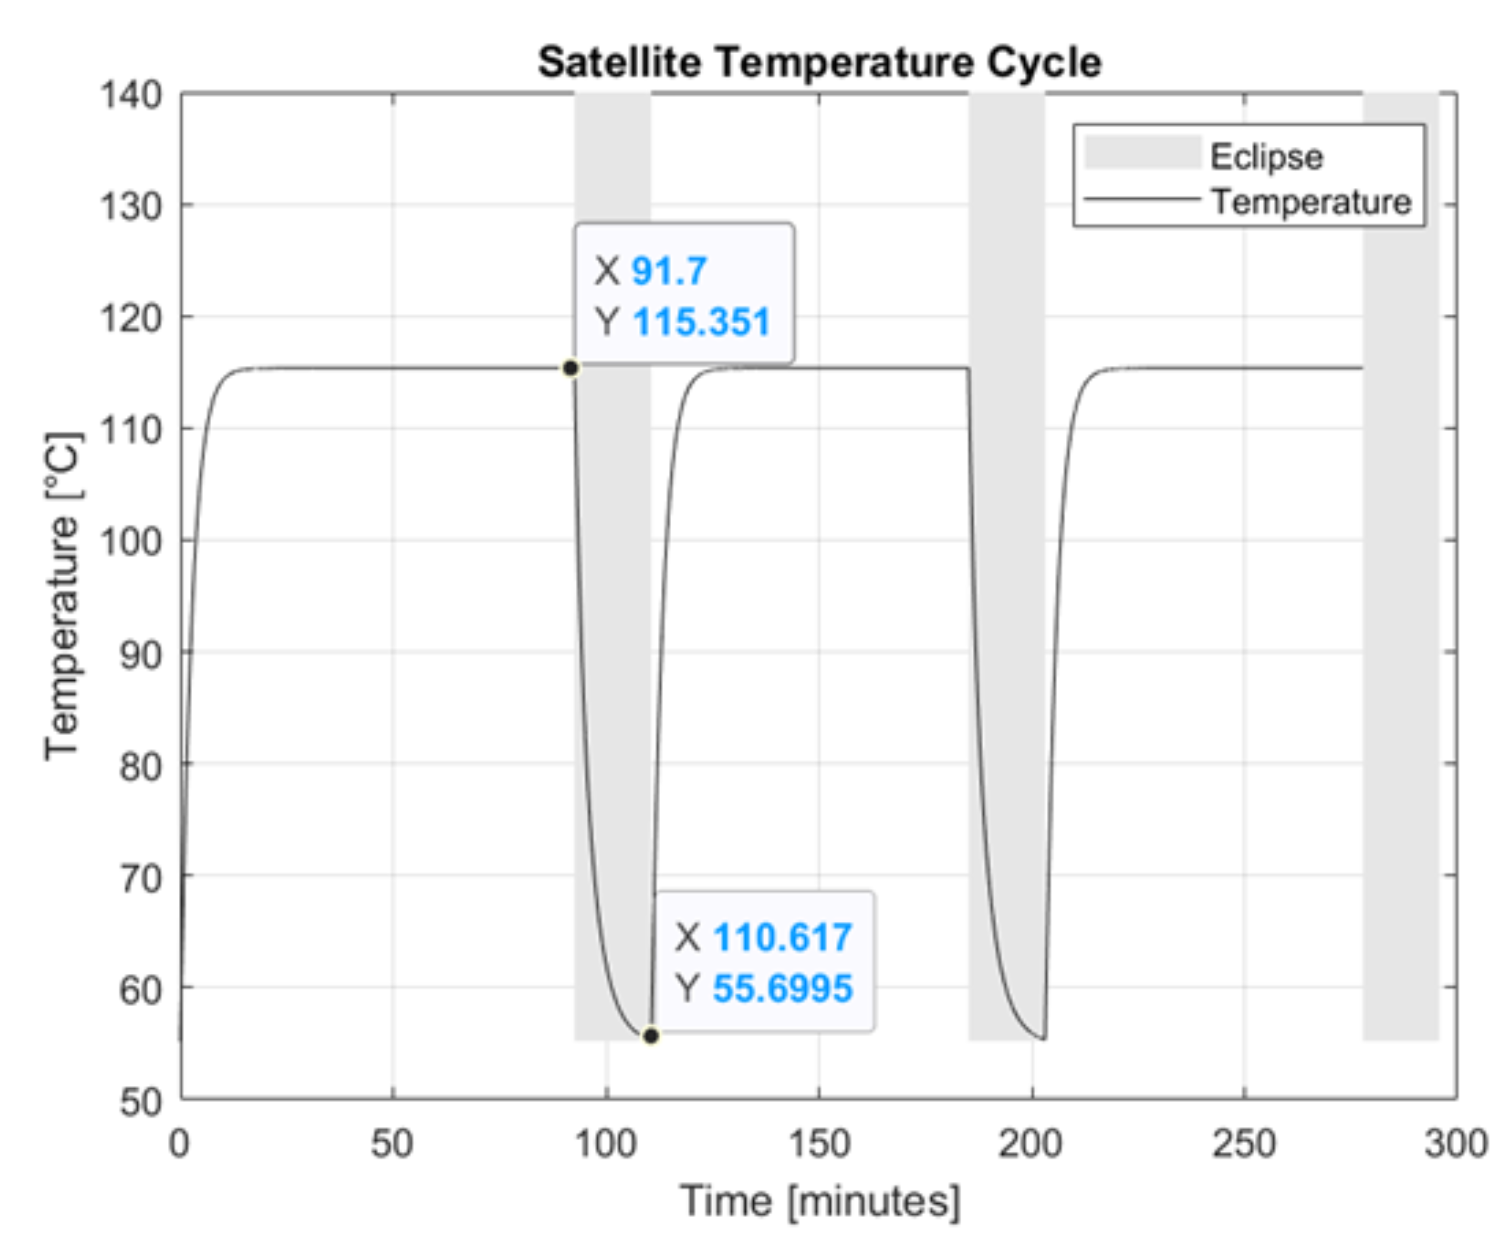 Satellite Temperature Cycle
140
130
120
110
100
90
80
70
60
50
Temperature [°C]
Eclipse
Temperature
X 91.7
Y 115.351
X 110.617
Y 55.6995
0 50 100 150 200 250 300
Time [minutes]